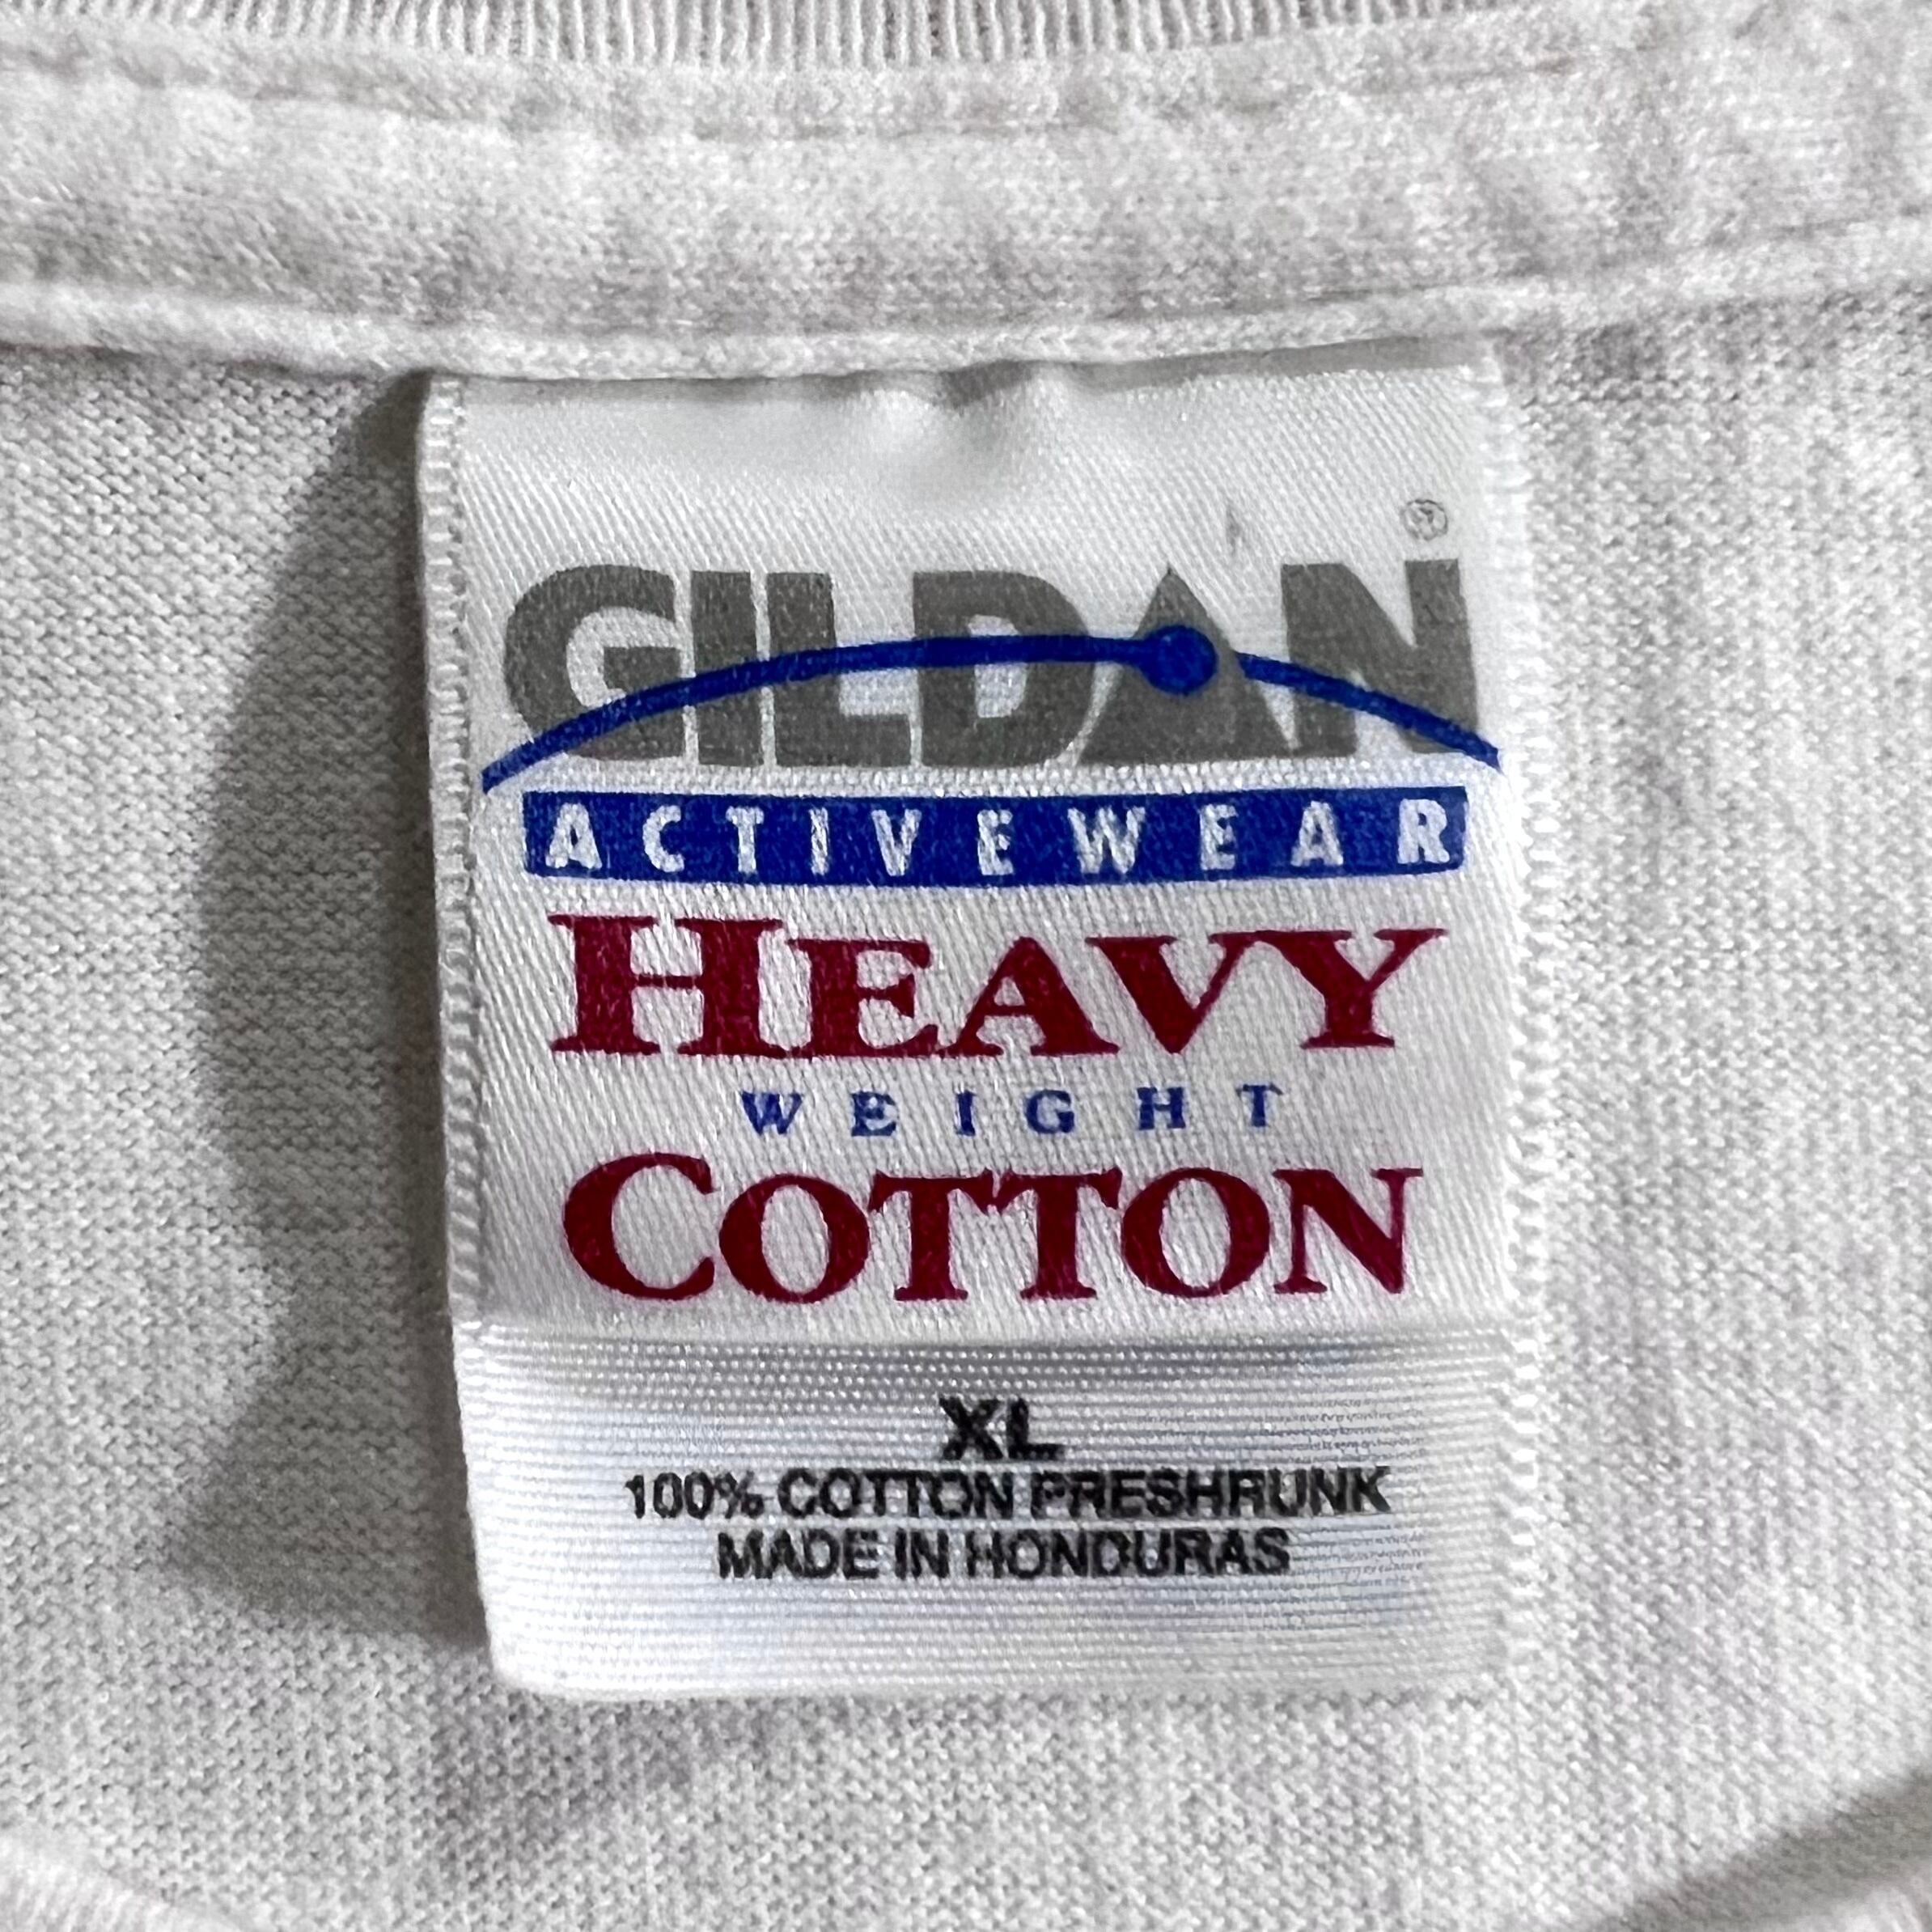 GILDAN®
ACTIVEWEAR
HEAVY
WEIGHT
COTTON
XL
100% COTTON PRESHRUNK
MADE IN HONDURAS